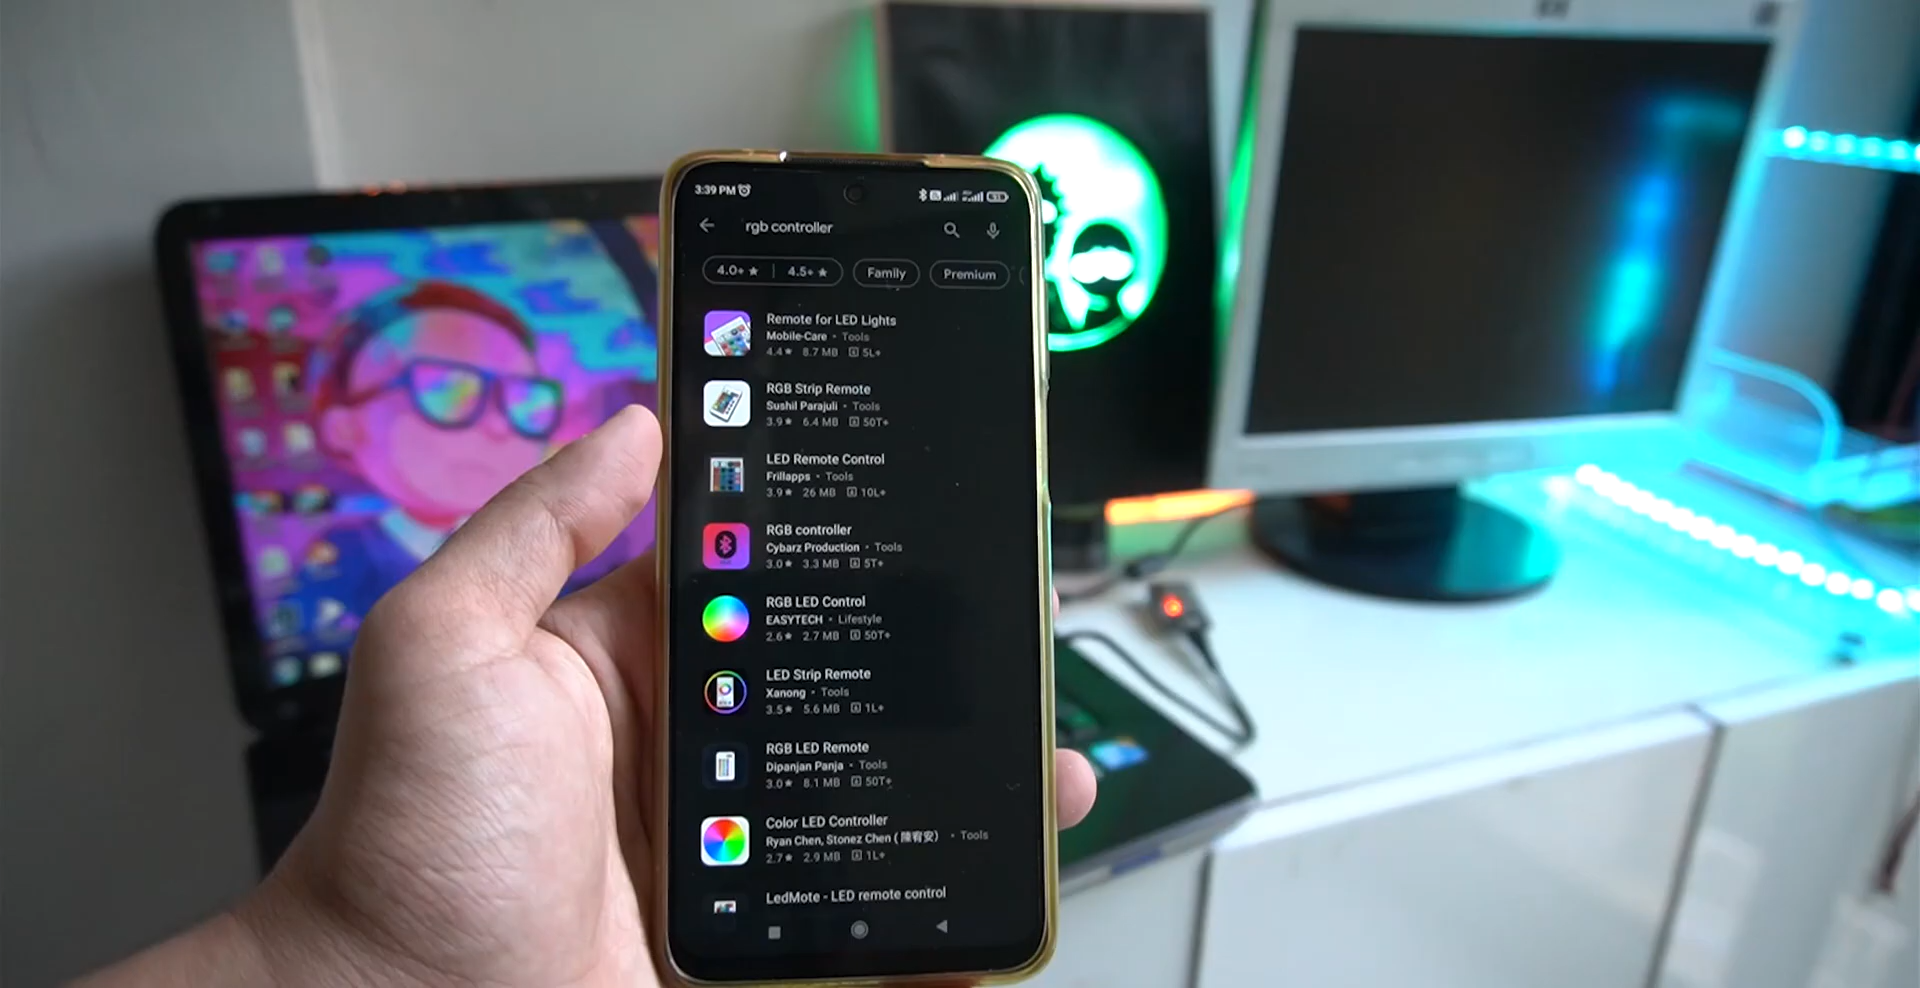 3:39 PM
rgb controller
4.0+ ★ 4.5+ ★ Family Premium
Remote for LED Lights
Mobile-Care • Tools
4.4 ★ 8.7 MB 5L+
RGB Strip Remote
Sushil Parajuli • Tools
3.9 ★ 6.4 MB 50T+
LED Remote Control
Frillapps • Tools
3.9 ★ 26 MB 10L+
RGB controller
Cybarz Production • Tools
3.0 ★ 3.3 MB 5T+
RGB LED Control
EASYTECH • Lifestyle
2.6 ★ 2.7 MB 50T+
LED Strip Remote
Xanong • Tools
3.5 ★ 5.6 MB 1L+
RGB LED Remote
Dipanjan Panja • Tools
3.0 ★ 8.1 MB 50T+
Color LED Controller
Ryan Chen, Stonez Chen (陳宥安) • Tools
2.7 ★ 2.9 MB 1L+
LedMote - LED remote control